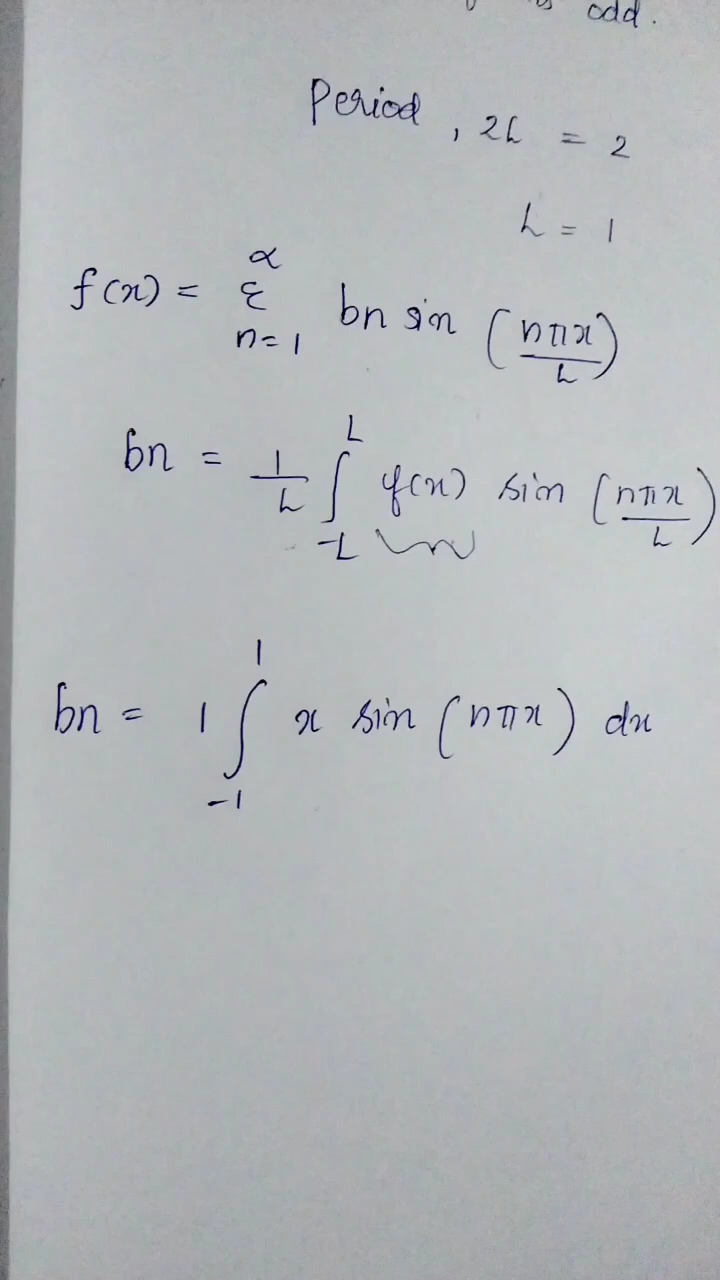 is odd.
Period, 2L = 2
L = 1
f(x) = ∑ n=1 ∞ bn sin (nπx/L)
bn = 1/L ∫ -L L f(x) sin (nπx/L)
bn = 1 ∫ -1 1 x sin (nπx) dx